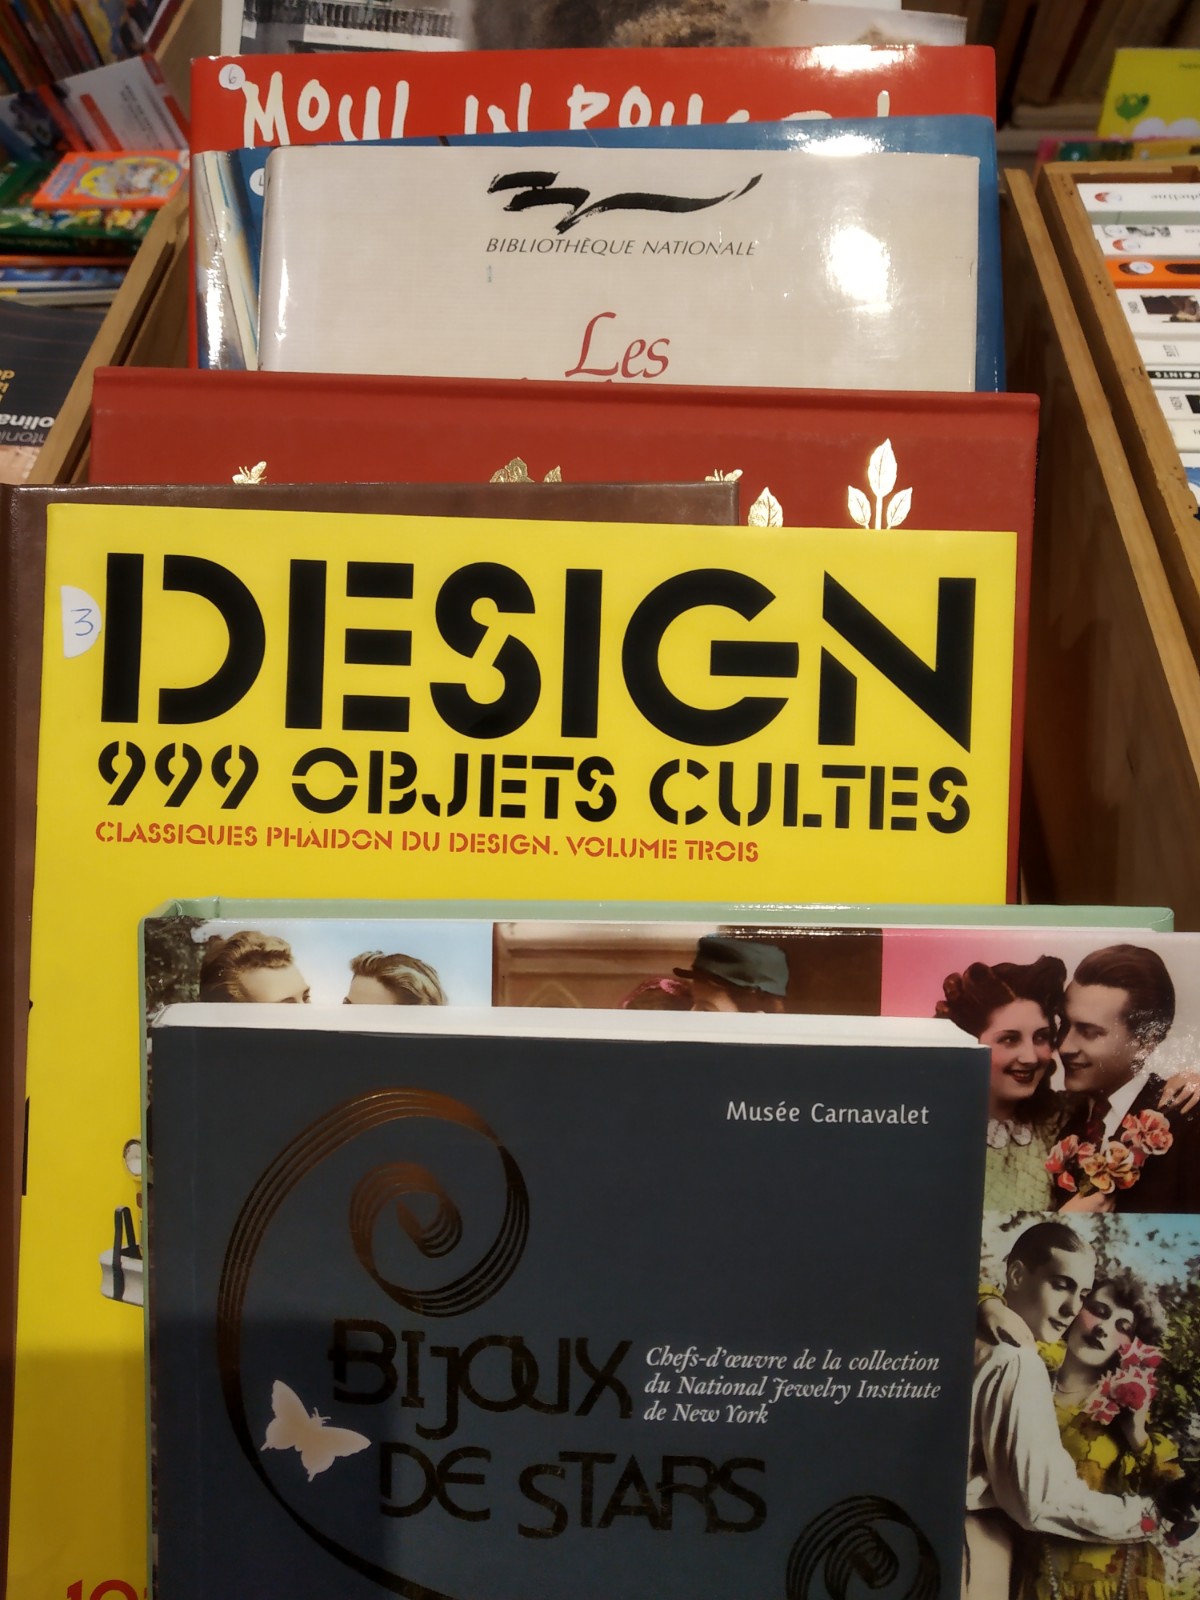 6
MOULIN ROUGE!
BIBLIOTHÈQUE NATIONALE
Les
3
DESIGN
999 OBJETS CULTES
CLASSIQUES PHAIDON DU DESIGN. VOLUME TROIS
Musée Carnavalet
BIJOUX
DE STARS
Chefs-d'œuvre de la collection
du National Jewelry Institute
de New York
POINTS